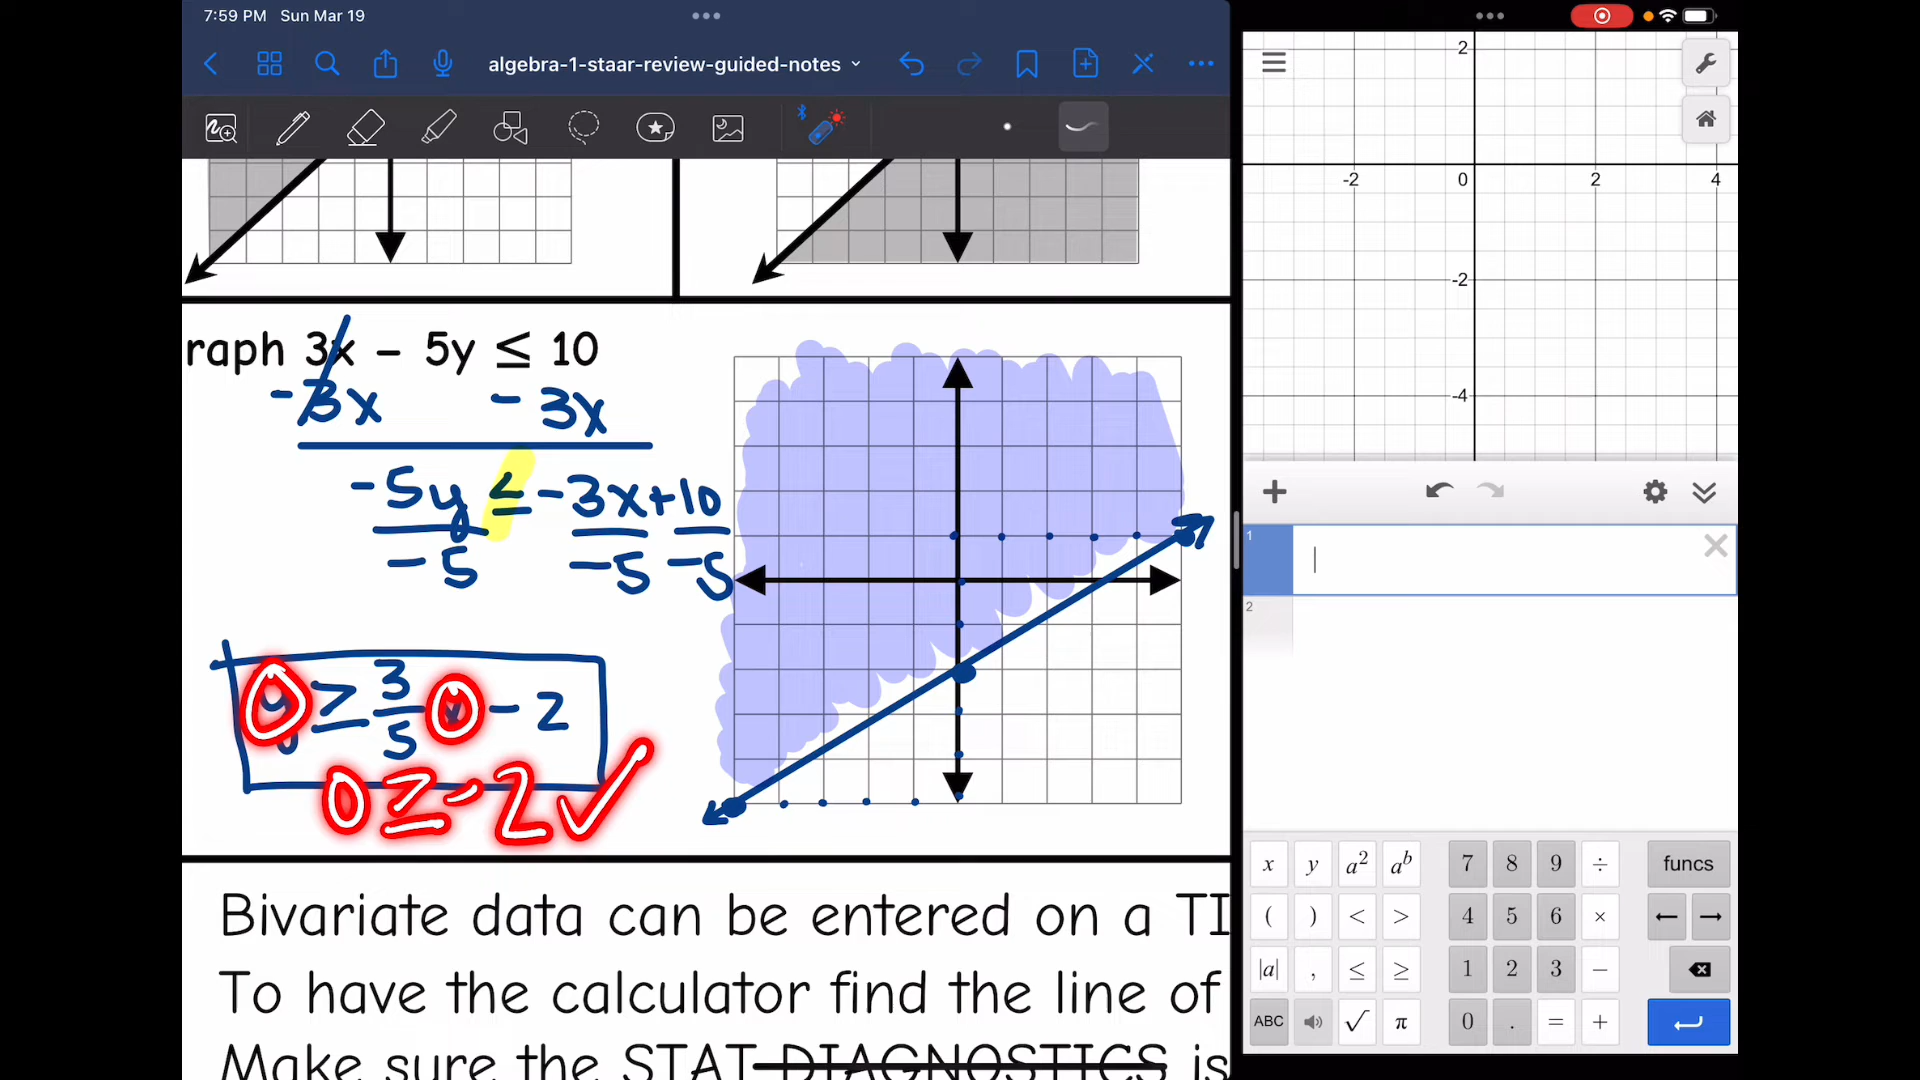 7:59 PM Sun Mar 19
algebra-1-staar-review-guided-notes
raph 3x – 5y ≤ 10
-3x - 3x
-5y ≤ -3x+10
-5 -5 -5
y ≥ 3/5 x - 2
0 0
0 ≥ -2 ✓
Bivariate data can be entered on a TI
To have the calculator find the line of
Make sure the STAT DIAGNOSTICS is
2
-2 0 2 4
-2
-4
1
2
x y a² aᵇ 7 8 9 ÷ funcs
( ) < > 4 5 6 × ← →
|a| , ≤ ≥ 1 2 3 −
ABC √ π 0 . = +